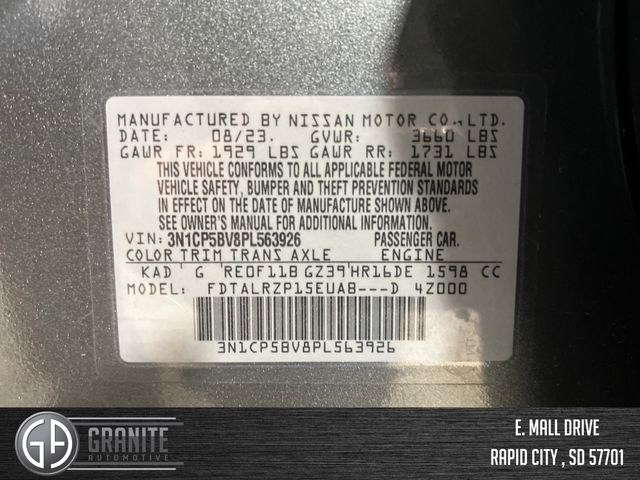 MANUFACTURED BY NISSAN MOTOR CO.,LTD.
DATE: 08/23. GVWR: 3660 LBS
GAWR FR: 1929 LBS GAWR RR: 1731 LBS
THIS VEHICLE CONFORMS TO ALL APPLICABLE FEDERAL MOTOR
VEHICLE SAFETY, BUMPER AND THEFT PREVENTION STANDARDS
IN EFFECT ON THE DATE OF MANUFACTURE SHOWN ABOVE.
SEE OWNER'S MANUAL FOR ADDITIONAL INFORMATION.
VIN: 3N1CP5BV8PL563926 PASSENGER CAR.
COLOR TRIM TRANS AXLE ENGINE
KAD G RE0F11B GZ39 HR16DE 1598 CC
MODEL: FDTALRZP15EUAB---D 4Z000
3N1CP5BV8PL563926
GA GRANITE
AUTOMOTIVE
E. MALL DRIVE
RAPID CITY , SD 57701